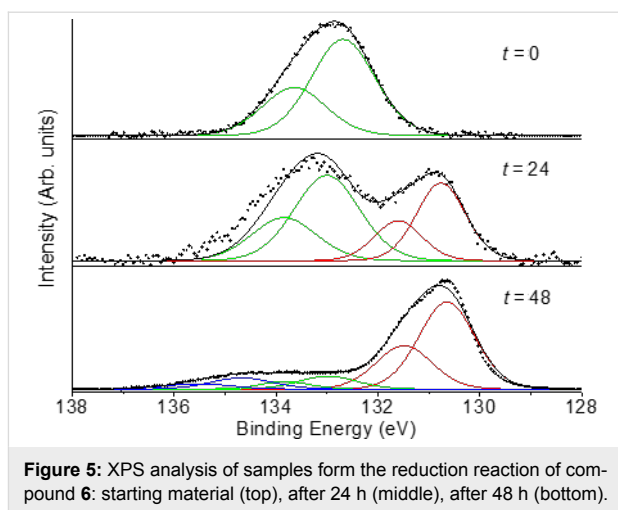 t = 0
t = 24
t = 48
Intensity (Arb. units)
138 136 134 132 130 128
Binding Energy (eV)
Figure 5: XPS analysis of samples form the reduction reaction of com-
pound 6: starting material (top), after 24 h (middle), after 48 h (bottom).